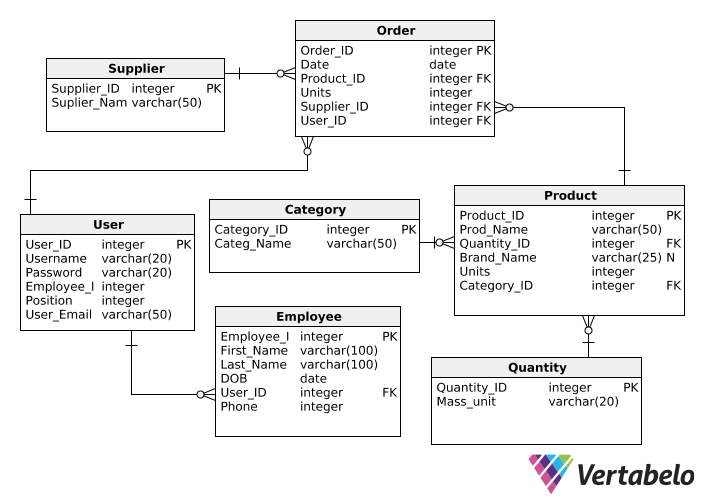 Order
Order_ID integer PK
Date date
Product_ID integer FK
Units integer
Supplier_ID integer FK
User_ID integer FK
Supplier
Supplier_ID integer PK
Suplier_Nam varchar(50)
User
User_ID integer PK
Username varchar(20)
Password varchar(20)
Employee_I integer
Position integer
User_Email varchar(50)
Category
Category_ID integer PK
Categ_Name varchar(50)
Product
Product_ID integer PK
Prod_Name varchar(50)
Quantity_ID integer FK
Brand_Name varchar(25) N
Units integer
Category_ID integer FK
Employee
Employee_I integer PK
First_Name varchar(100)
Last_Name varchar(100)
DOB date
User_ID integer FK
Phone integer
Quantity
Quantity_ID integer PK
Mass_unit varchar(20)
Vertabelo